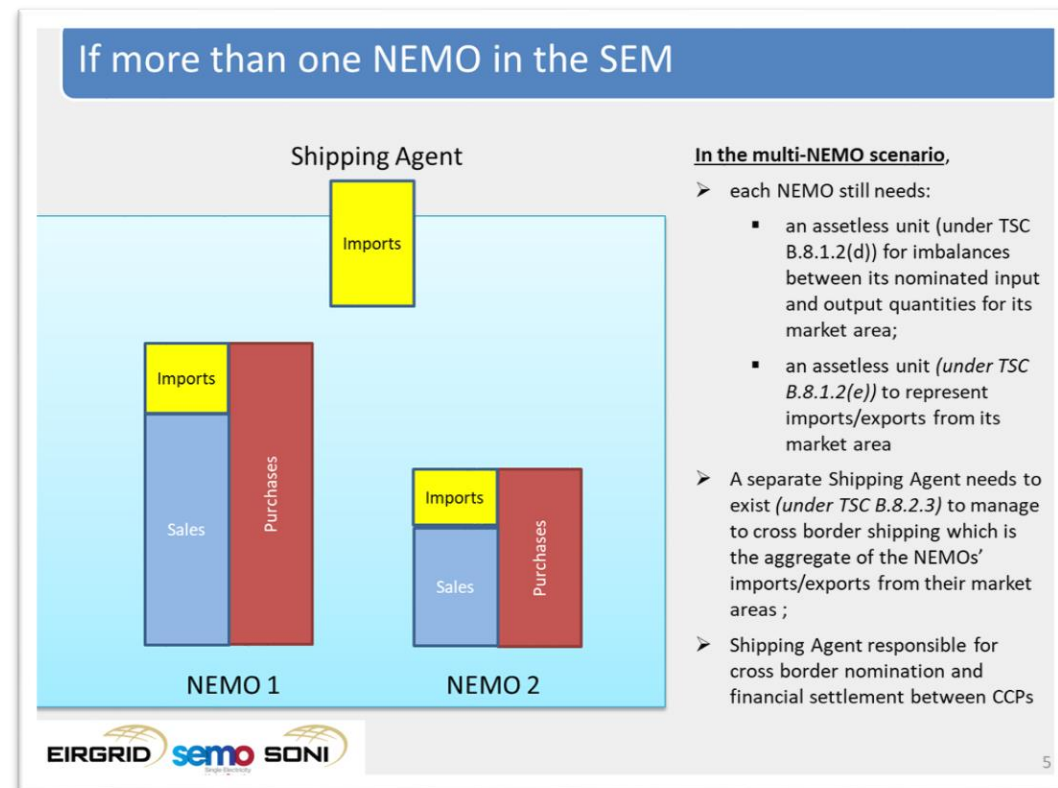 If more than one NEMO in the SEM
Shipping Agent
Imports
Imports
Sales
Purchases
Imports
Sales
Purchases
NEMO 1
NEMO 2
In the multi-NEMO scenario,
➢ each NEMO still needs:
▪ an assetless unit (under TSC
B.8.1.2(d)) for imbalances
between its nominated input
and output quantities for its
market area;
▪ an assetless unit (under TSC
B.8.1.2(e)) to represent
imports/exports from its
market area
➢ A separate Shipping Agent needs to
exist (under TSC B.8.2.3) to manage
to cross border shipping which is
the aggregate of the NEMOs'
imports/exports from their market
areas ;
➢ Shipping Agent responsible for
cross border nomination and
financial settlement between CCPs
EIRGRID semo SONI
Single Electricity
5